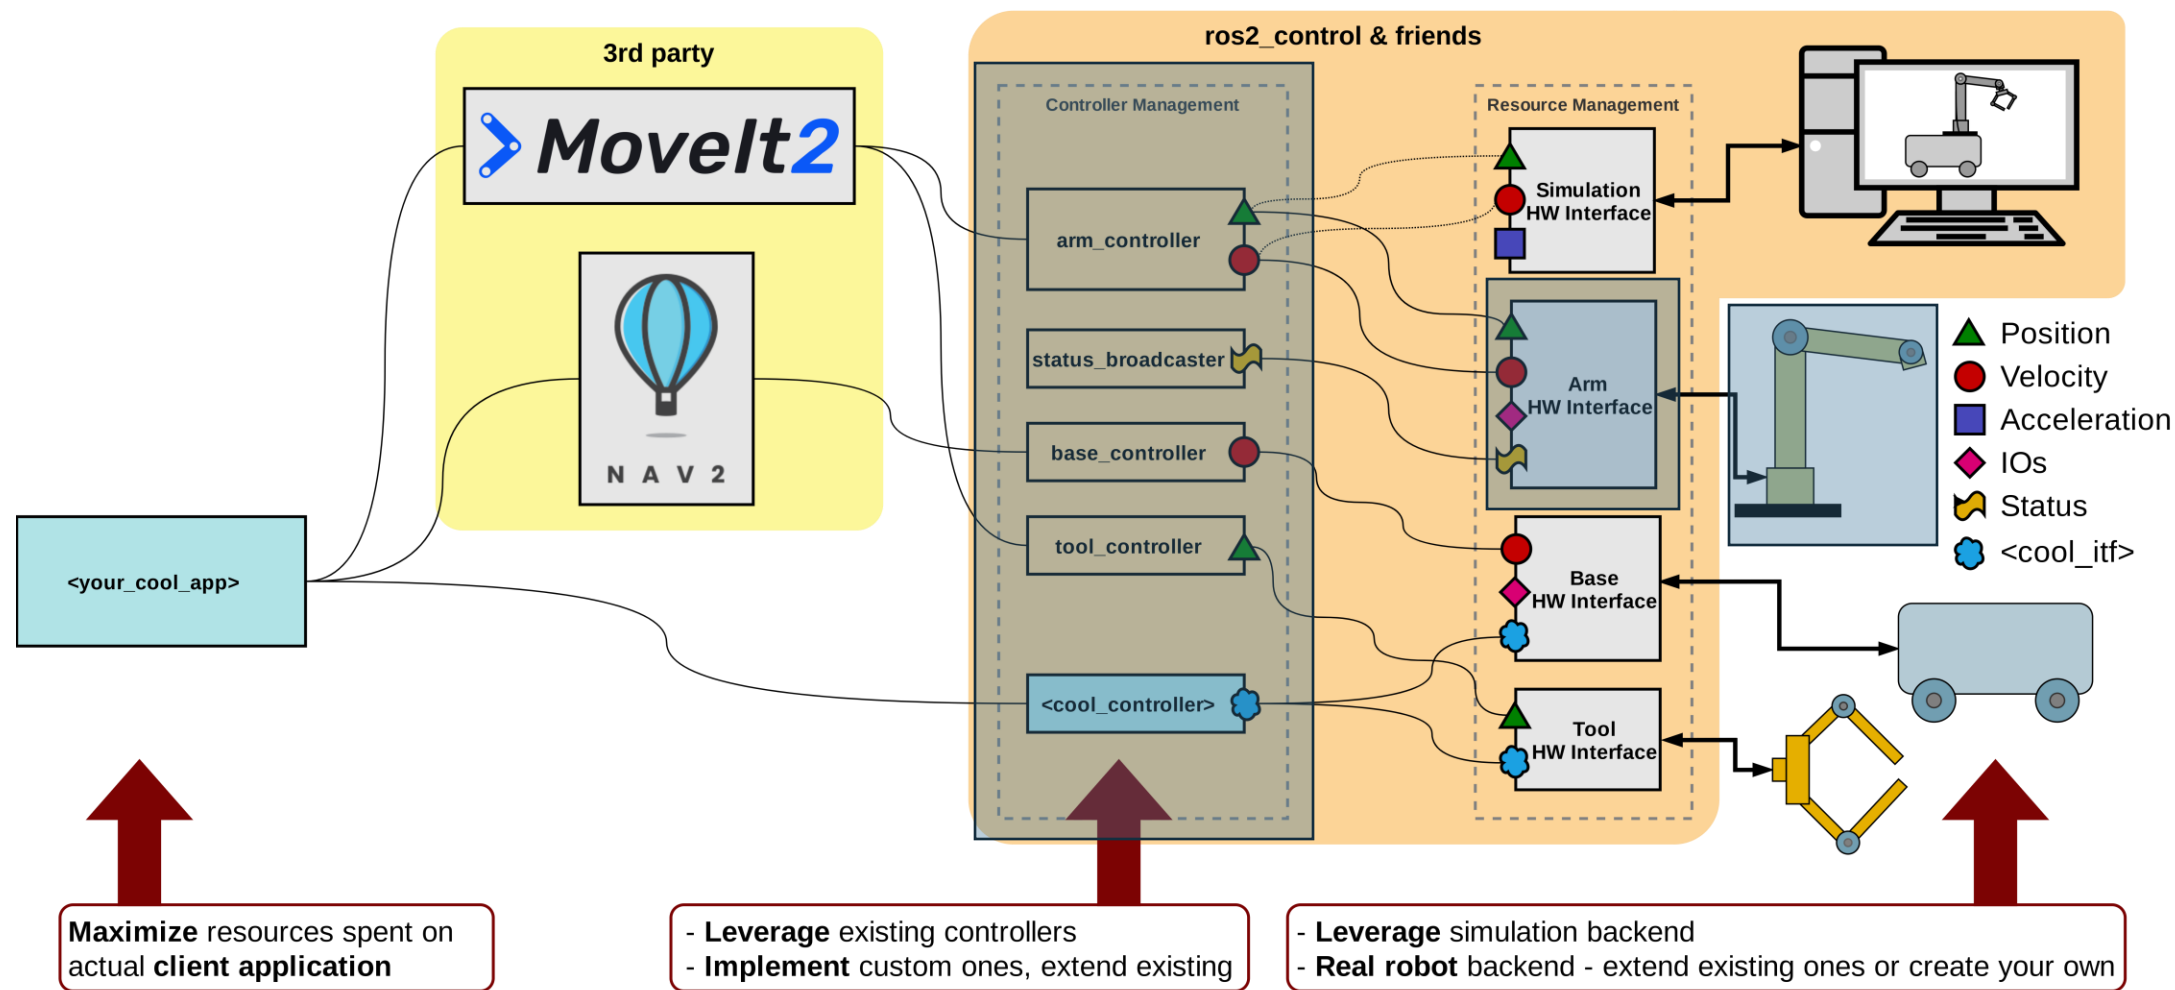 3rd party
MoveIt2
NAV2
<your_cool_app>
ros2_control & friends
Controller Management
arm_controller
status_broadcaster
base_controller
tool_controller
<cool_controller>
Resource Management
Simulation
HW Interface
Arm
HW Interface
Base
HW Interface
Tool
HW Interface
Position
Velocity
Acceleration
IOs
Status
<cool_itf>
Maximize resources spent on
actual client application
- Leverage existing controllers
- Implement custom ones, extend existing
- Leverage simulation backend
- Real robot backend - extend existing ones or create your own